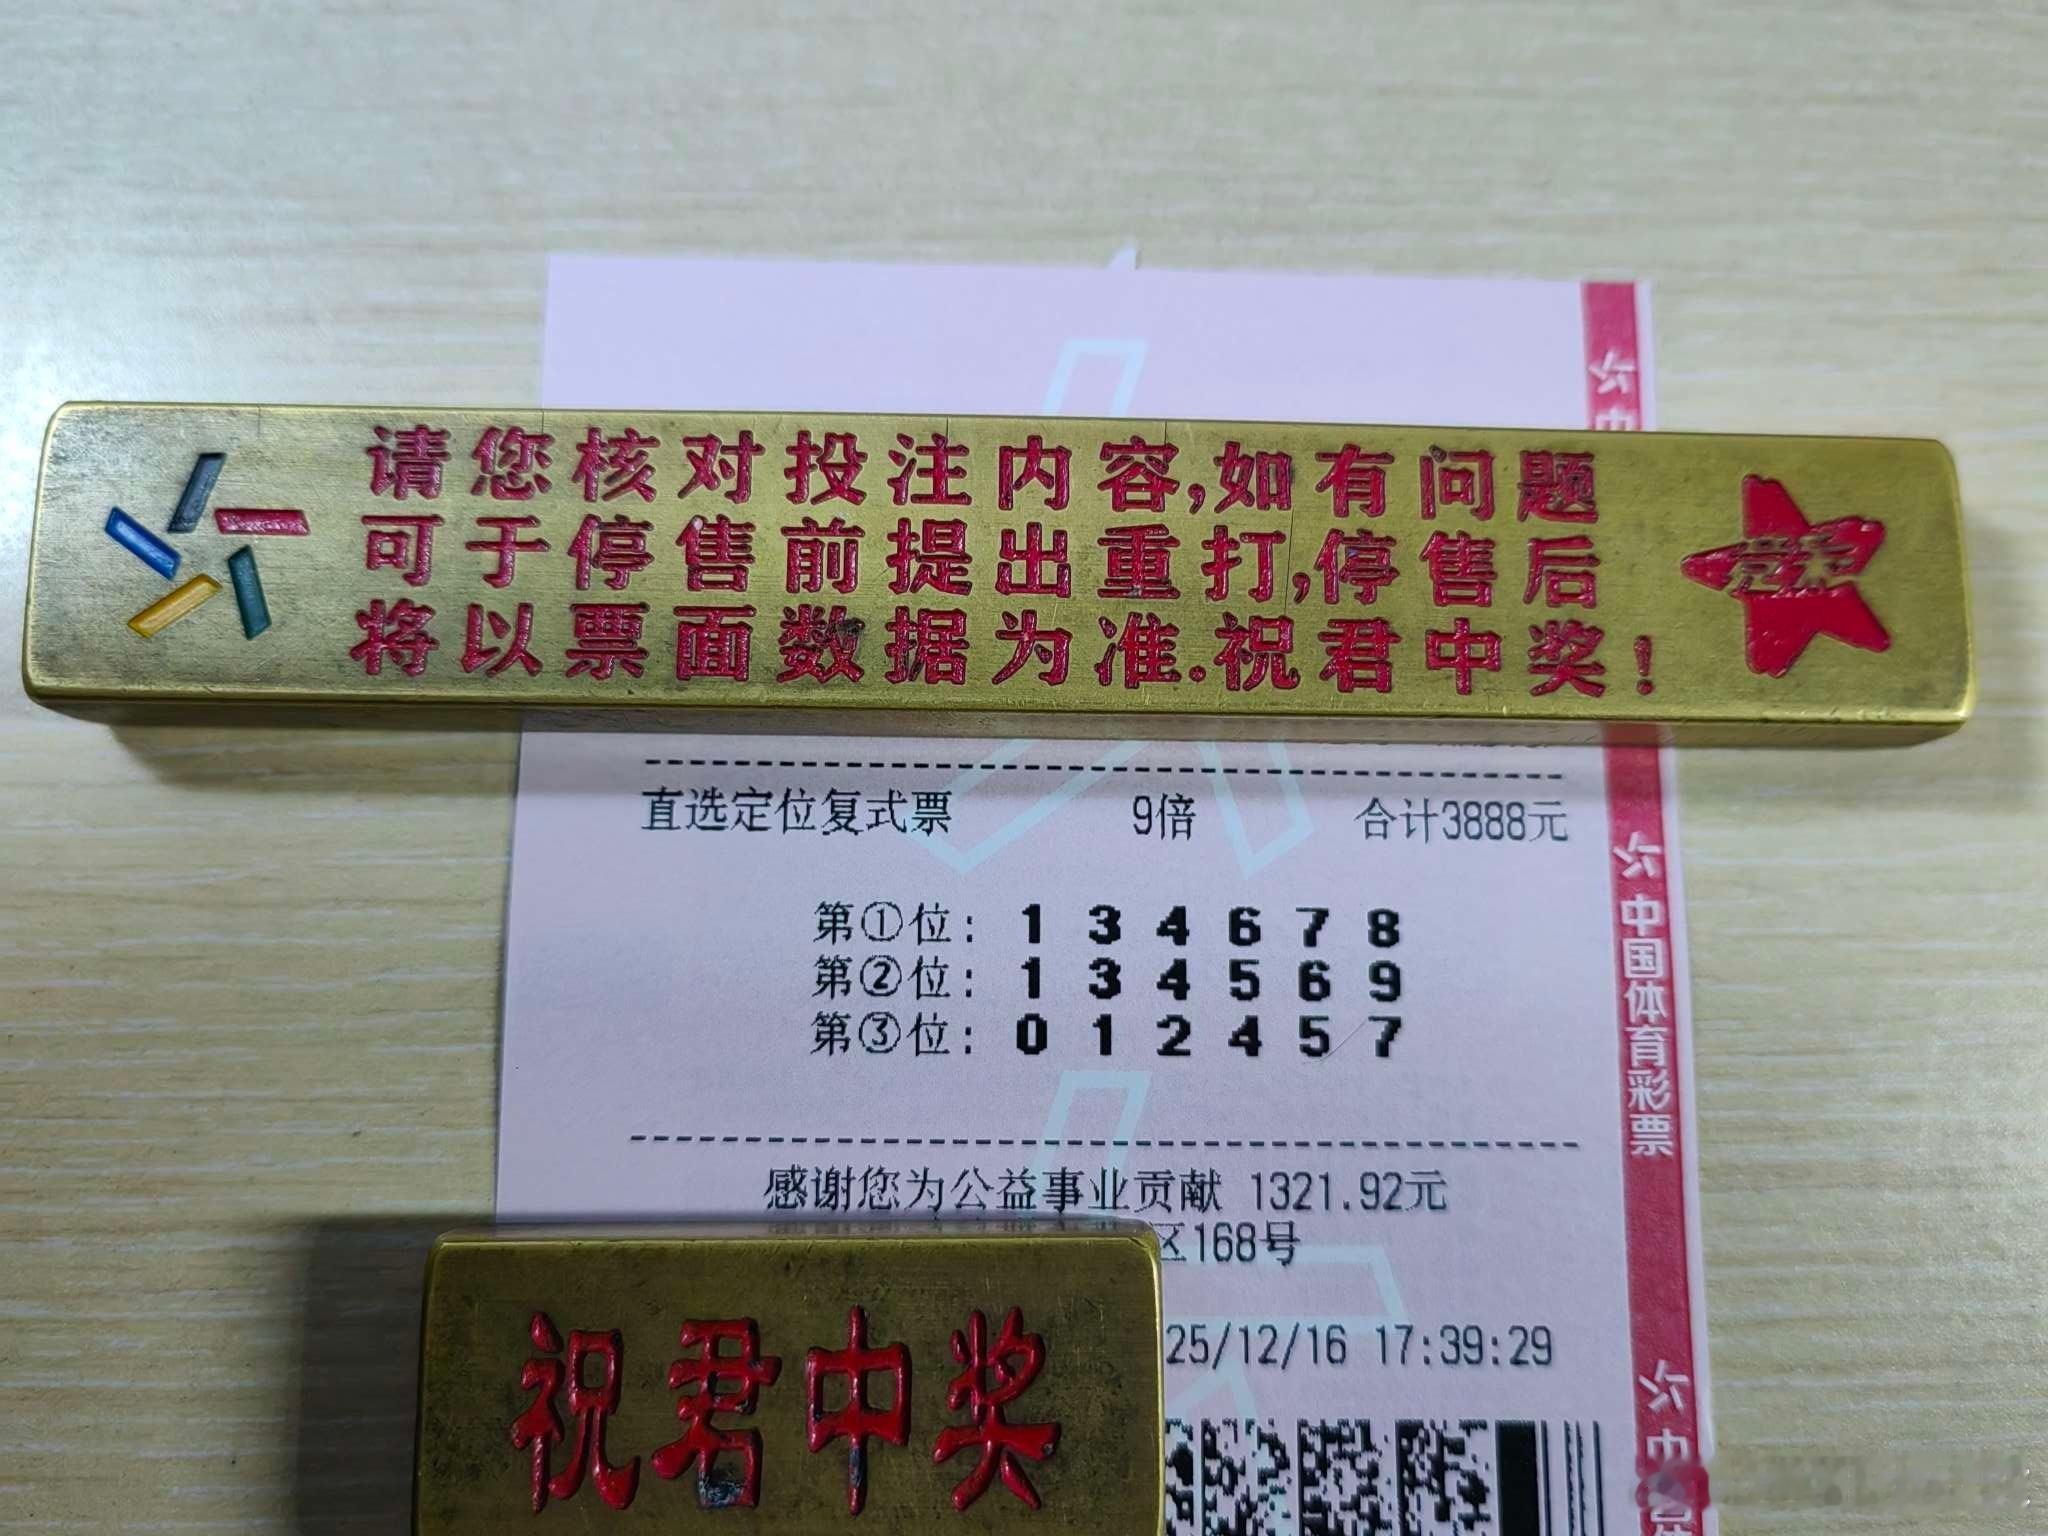 请您核对投注内容,如有问题
可于停售前提出重打,停售后
将以票面数据为准.祝君中奖!
直选定位复式票 9倍 合计3888元
第①位: 1 3 4 6 7 8
第②位: 1 3 4 5 6 9
第③位: 0 1 2 4 5 7
感谢您为公益事业贡献 1321.92元
区168号
25/12/16 17:39:29
祝君中奖
中国体育彩票